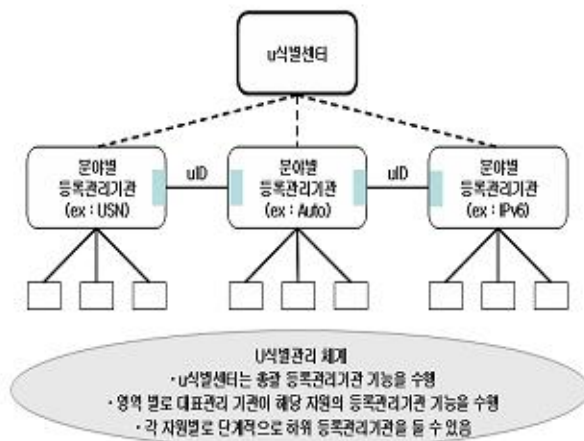 u식별센터
분야별
등록관리기관
(ex : USN)
uID
분야별
등록관리기관
(ex : Auto)
uID
분야별
등록관리기관
(ex : IPv6)
U식별관리 체계
· u식별센터는 총괄 등록관리기관 기능을 수행
· 영역 별로 대표관리 기관이 해당 자원의 등록관리기관 기능을 수행
· 각 자원별로 단계적으로 하위 등록관리기관을 둘 수 있음